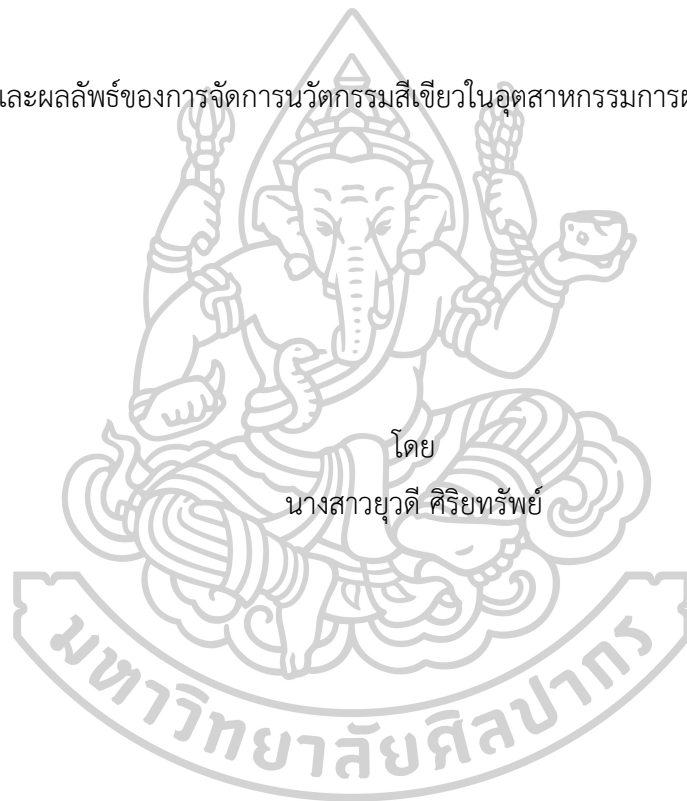 และผลลัพธ์ของการจัดการนวัตกรรมสีเขียวในอุตสาหกรรมการ
โดย
นางสาวยุวดี ศิริยทรัพย์
มหาวิทยาลัยศิลปากร